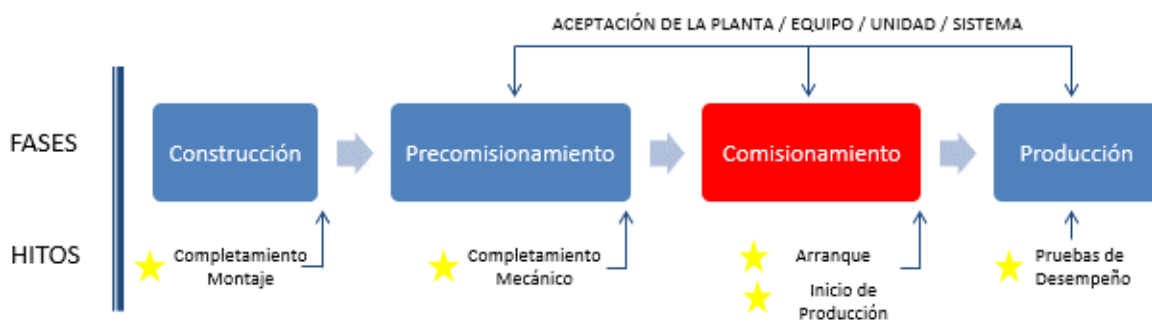 ACEPTACIÓN DE LA PLANTA / EQUIPO / UNIDAD / SISTEMA
FASES
Construcción
Precomisionamiento
Comisionamiento
Producción
HITOS
Completamiento
Montaje
Completamiento
Mecánico
Arranque
Inicio de
Producción
Pruebas de
Desempeño